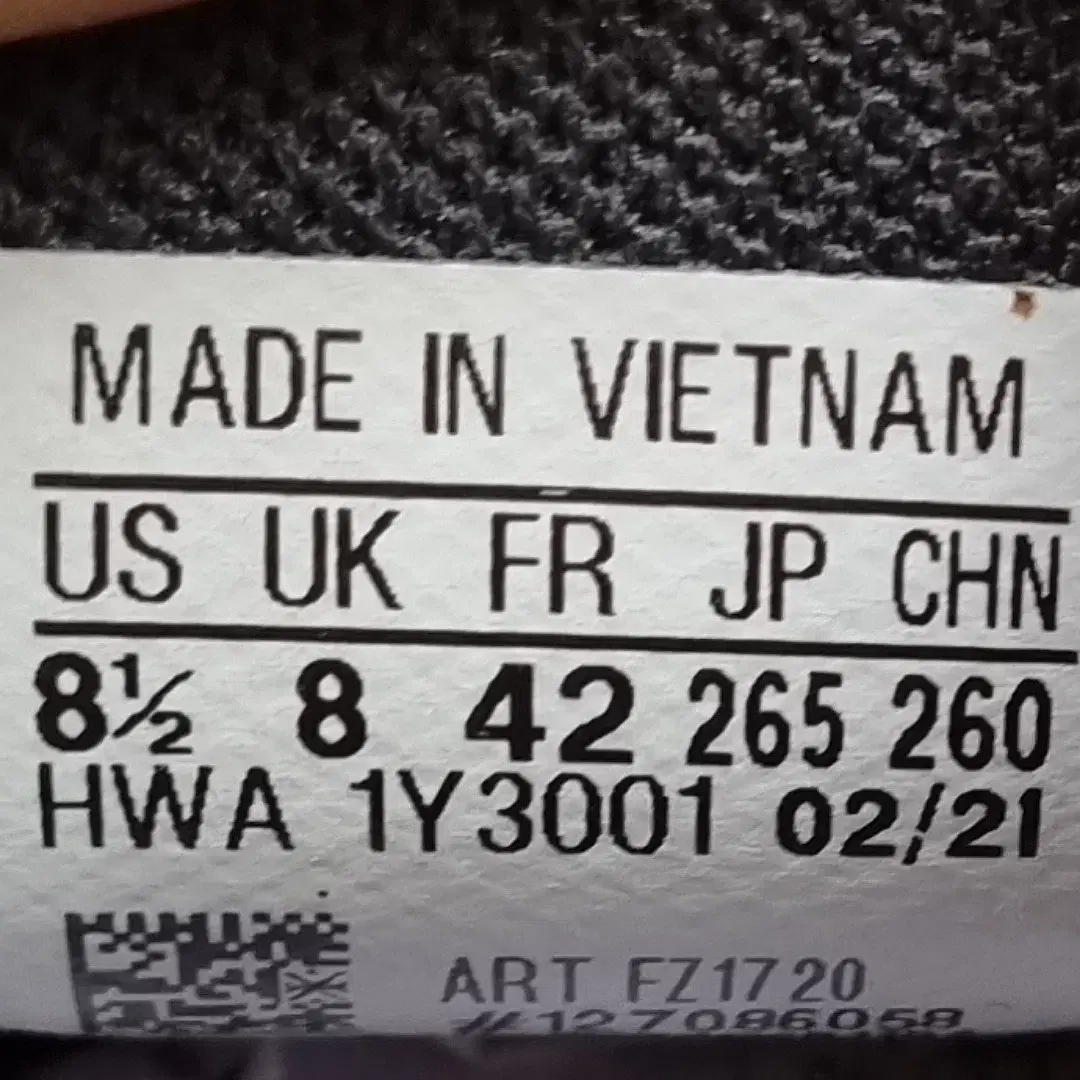 MADE IN VIETNAM
US UK FR JP CHN
8½ 8 42 265 260
HWA 1Y3001 02/21
ART FZ1720
#127086058